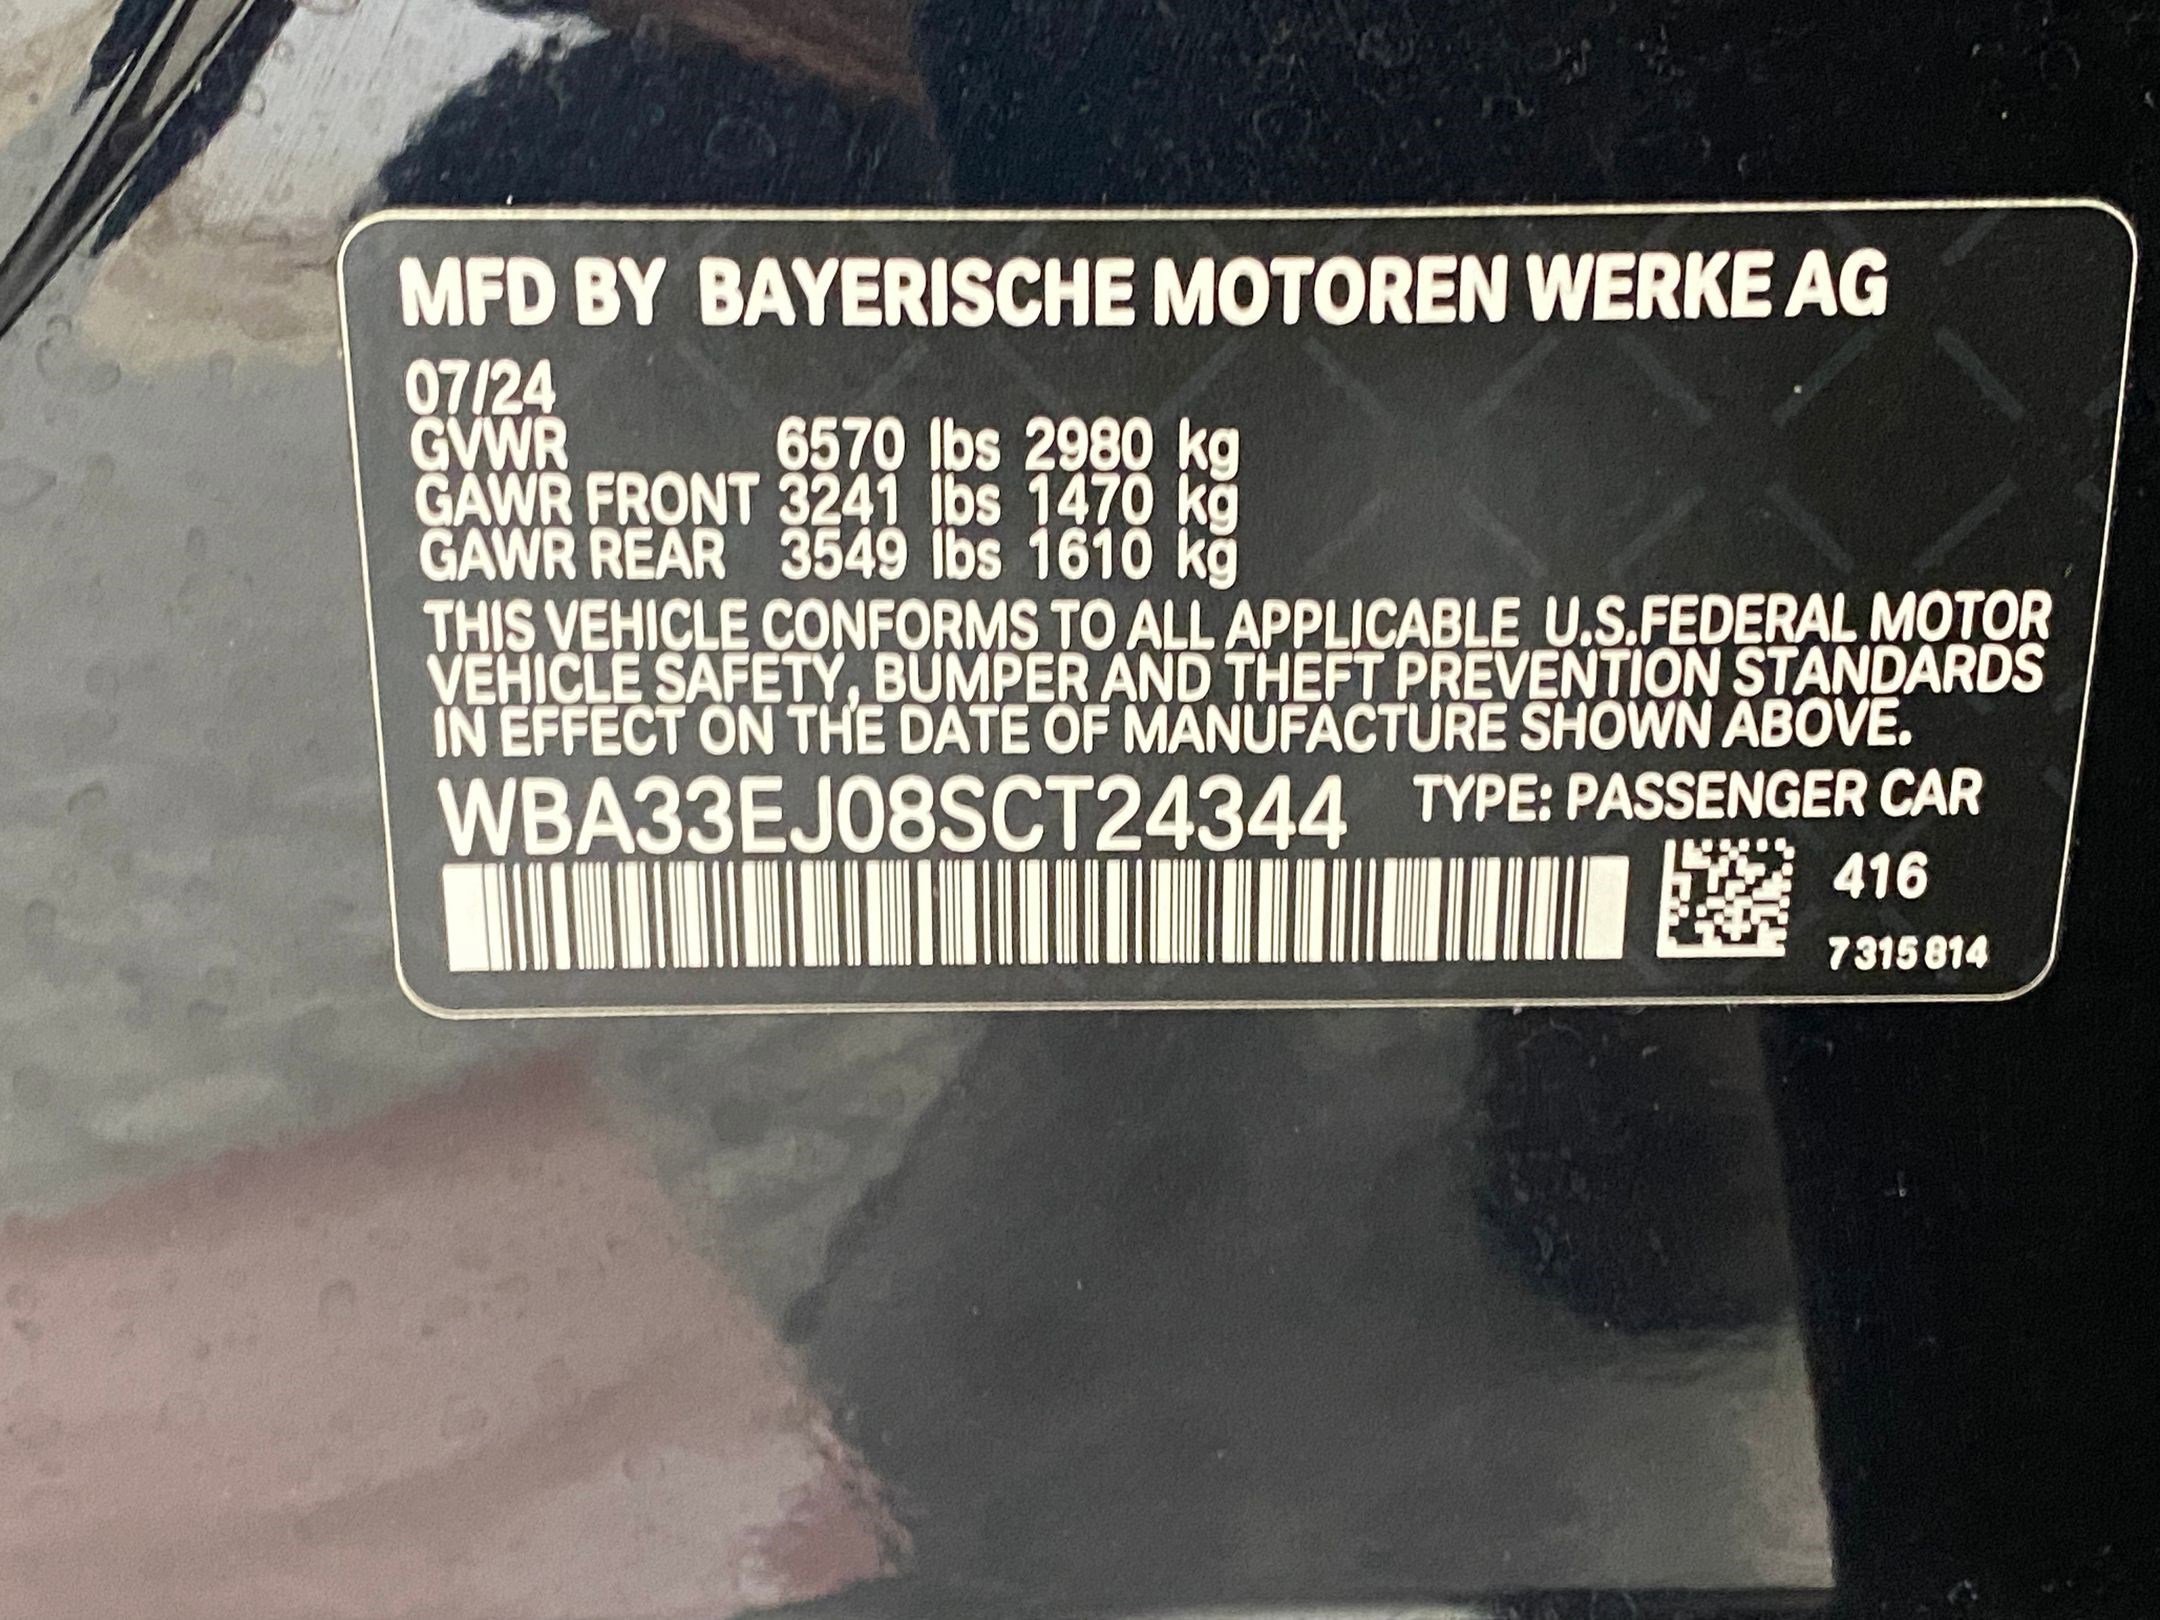 MFD BY BAYERISCHE MOTOREN WERKE AG
07/24
GVWR 6570 lbs 2980 kg
GAWR FRONT 3241 lbs 1470 kg
GAWR REAR 3549 lbs 1610 kg
THIS VEHICLE CONFORMS TO ALL APPLICABLE U.S.FEDERAL MOTOR
VEHICLE SAFETY, BUMPER AND THEFT PREVENTION STANDARDS
IN EFFECT ON THE DATE OF MANUFACTURE SHOWN ABOVE.
WBA33EJ08SCT24344 TYPE: PASSENGER CAR
416
7 315 814